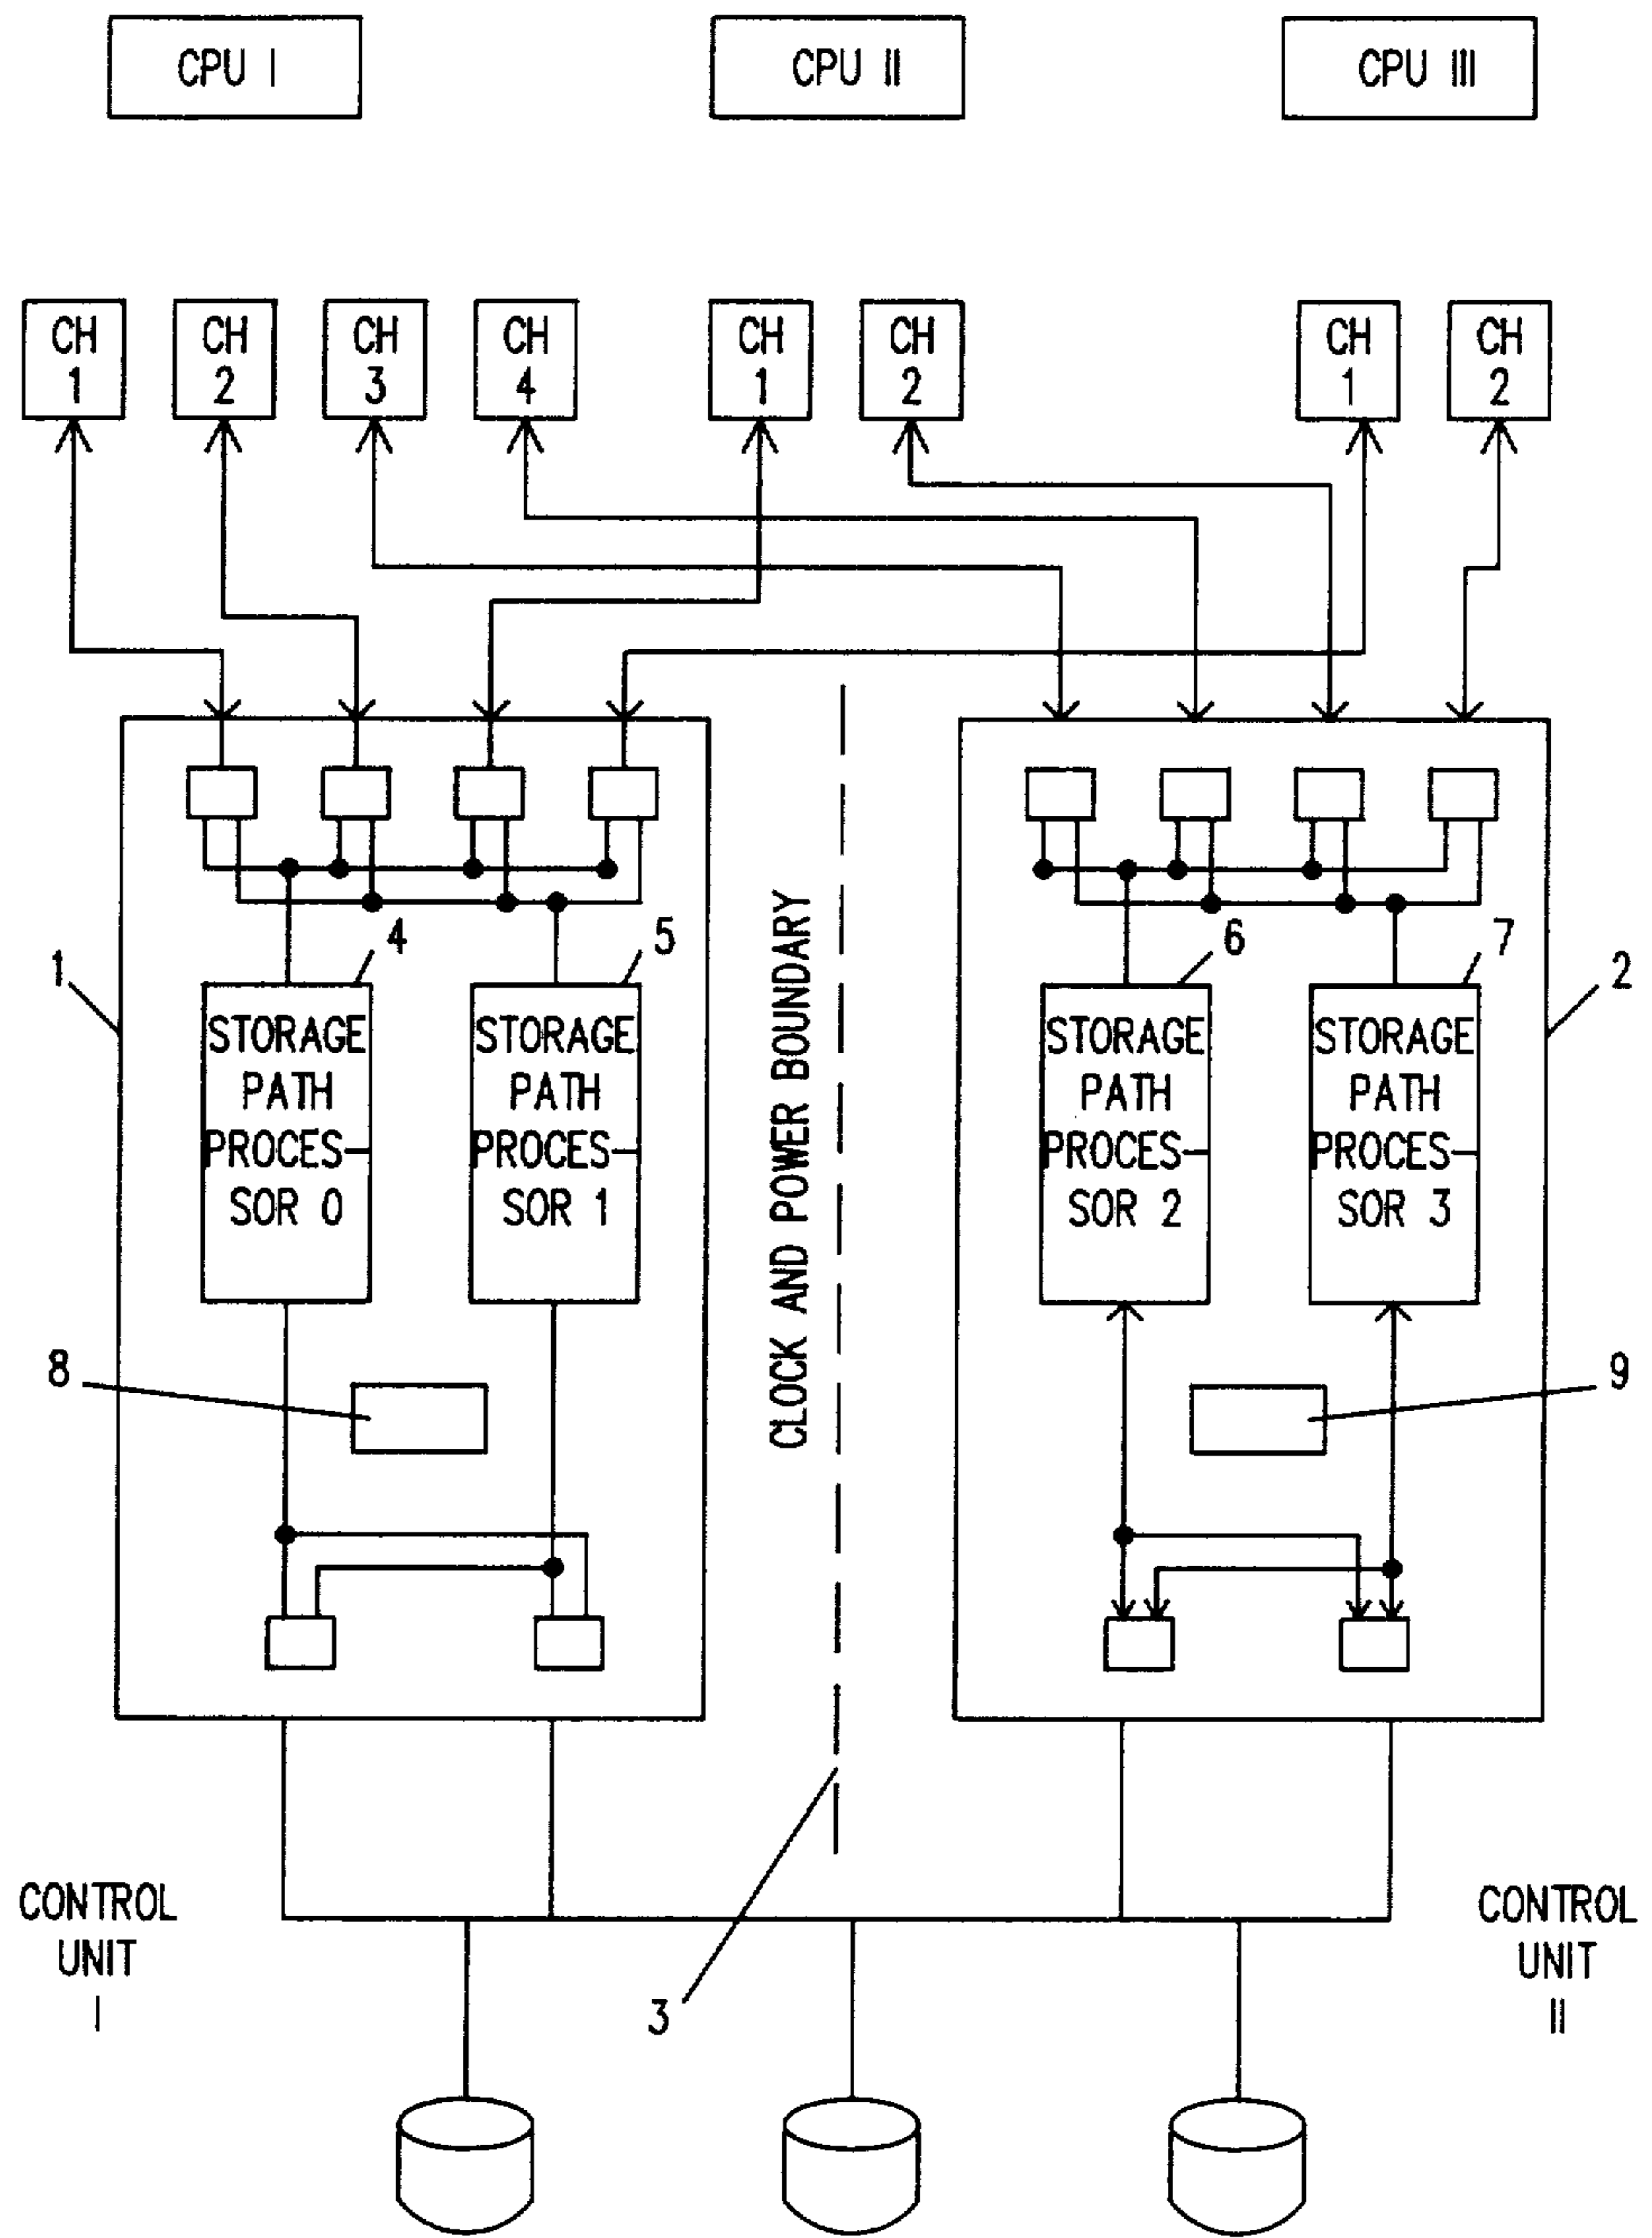 CPU I
CPU II
CPU III
CH
1
CH
2
CH
3
CH
4
CH
1
CH
2
CH
1
CH
2
1
4
5
STORAGE
PATH
PROCES-
SOR 0
STORAGE
PATH
PROCES-
SOR 1
CLOCK AND POWER BOUNDARY
6
7
2
STORAGE
PATH
PROCES-
SOR 2
STORAGE
PATH
PROCES-
SOR 3
8
9
CONTROL
UNIT
I
3
CONTROL
UNIT
II